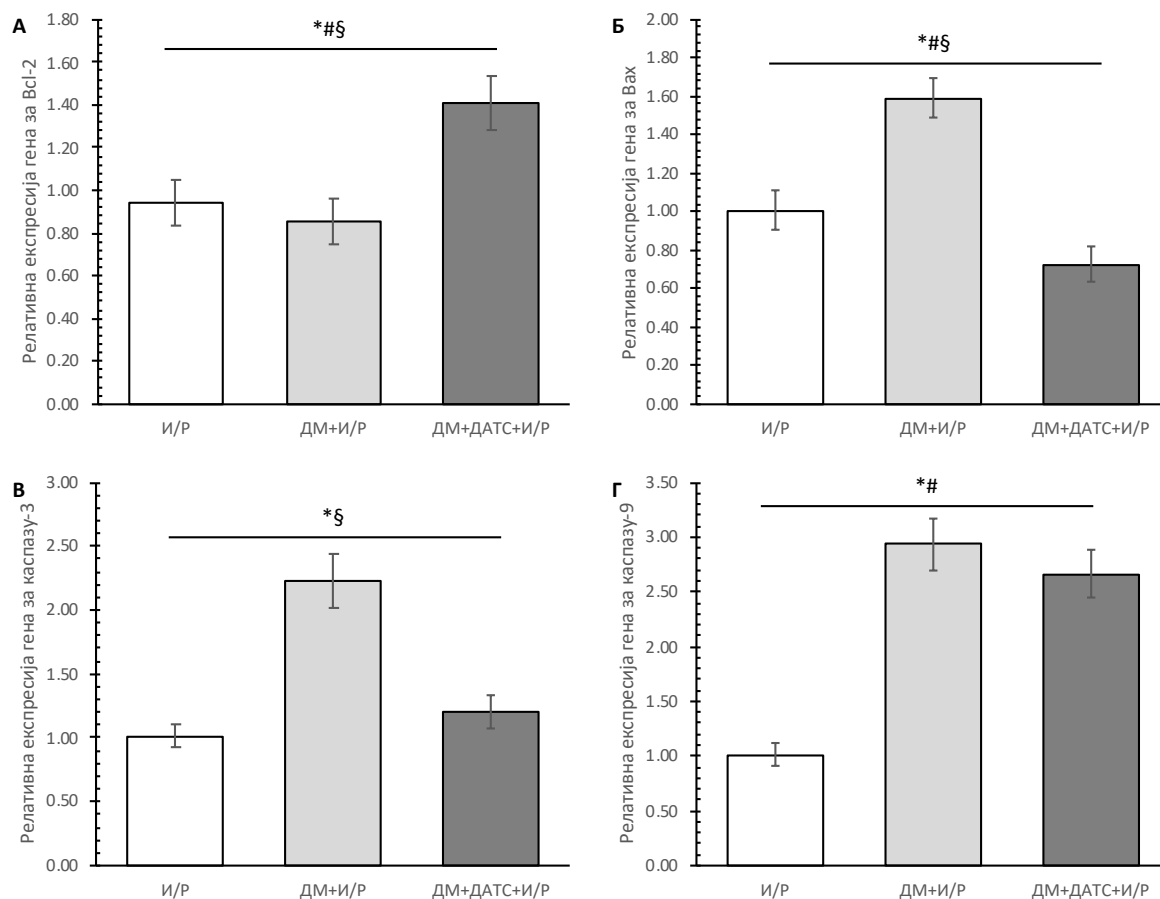 А
*#§
Релативна експресија гена за Bcl-2
1.80
1.60
1.40
1.20
1.00
0.80
0.60
0.40
0.20
0.00
И/Р
ДМ+И/Р
ДМ+ДАТС+И/Р
Б
*#§
Релативна експресија гена за Bax
2.00
1.80
1.60
1.40
1.20
1.00
0.80
0.60
0.40
0.20
0.00
И/Р
ДМ+И/Р
ДМ+ДАТС+И/Р
В
*§
Релативна експресија гена за каспазу-3
3.00
2.50
2.00
1.50
1.00
0.50
0.00
И/Р
ДМ+И/Р
ДМ+ДАТС+И/Р
Г
*#
Релативна експресија гена за каспазу-9
3.50
3.00
2.50
2.00
1.50
1.00
0.50
0.00
И/Р
ДМ+И/Р
ДМ+ДАТС+И/Р